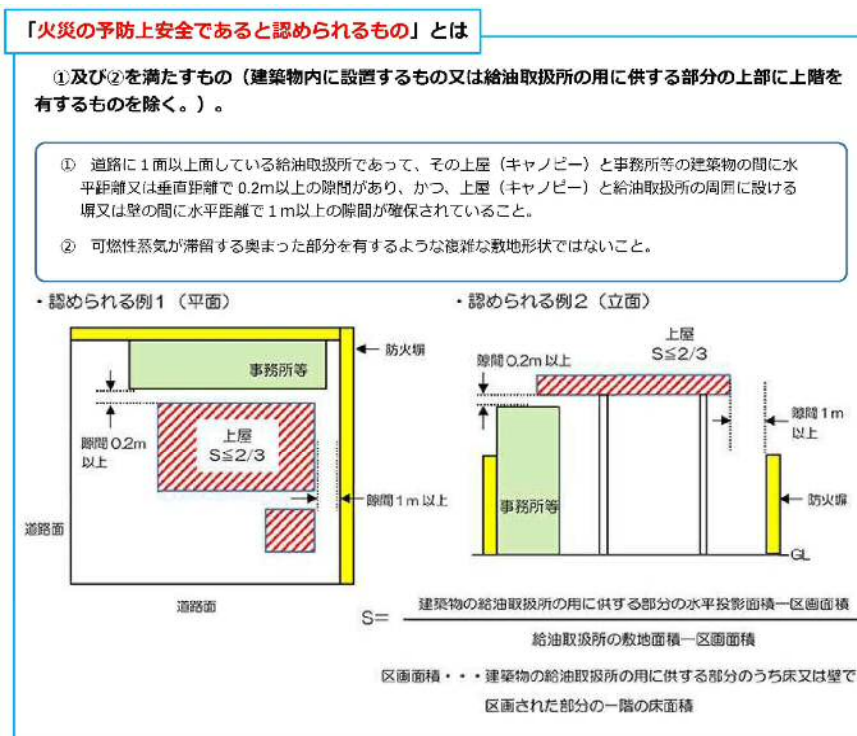 「火災の予防上安全であると認められるもの」とは
①及び②を満たすもの（建築物内に設置するもの又は給油取扱所の用に供する部分の上部に上階を
有するものを除く。）。
① 道路に１面以上面している給油取扱所であって、その上屋（キャノピー）と事務所等の建築物の間に水
平距離又は垂直距離で 0.2m以上の隙間があり、かつ、上屋（キャノピー）と給油取扱所の周囲に設ける
塀又は壁の間に水平距離で１m以上の隙間が確保されていること。
② 可燃性蒸気が滞留する奥まった部分を有するような複雑な敷地形状ではないこと。
・認められる例１（平面）
事務所等
防火塀
隙間 0.2m
以上
上屋
S≦2/3
隙間１m 以上
道路面
道路面
・認められる例２（立面）
上屋
S≦2/3
隙間 0.2m 以上
隙間１m
以上
事務所等
防火塀
GL
S＝
建築物の給油取扱所の用に供する部分の水平投影面積―区画面積
給油取扱所の敷地面積―区画面積
区画面積・・・建築物の給油取扱所の用に供する部分のうち床又は壁で
区画された部分の一階の床面積